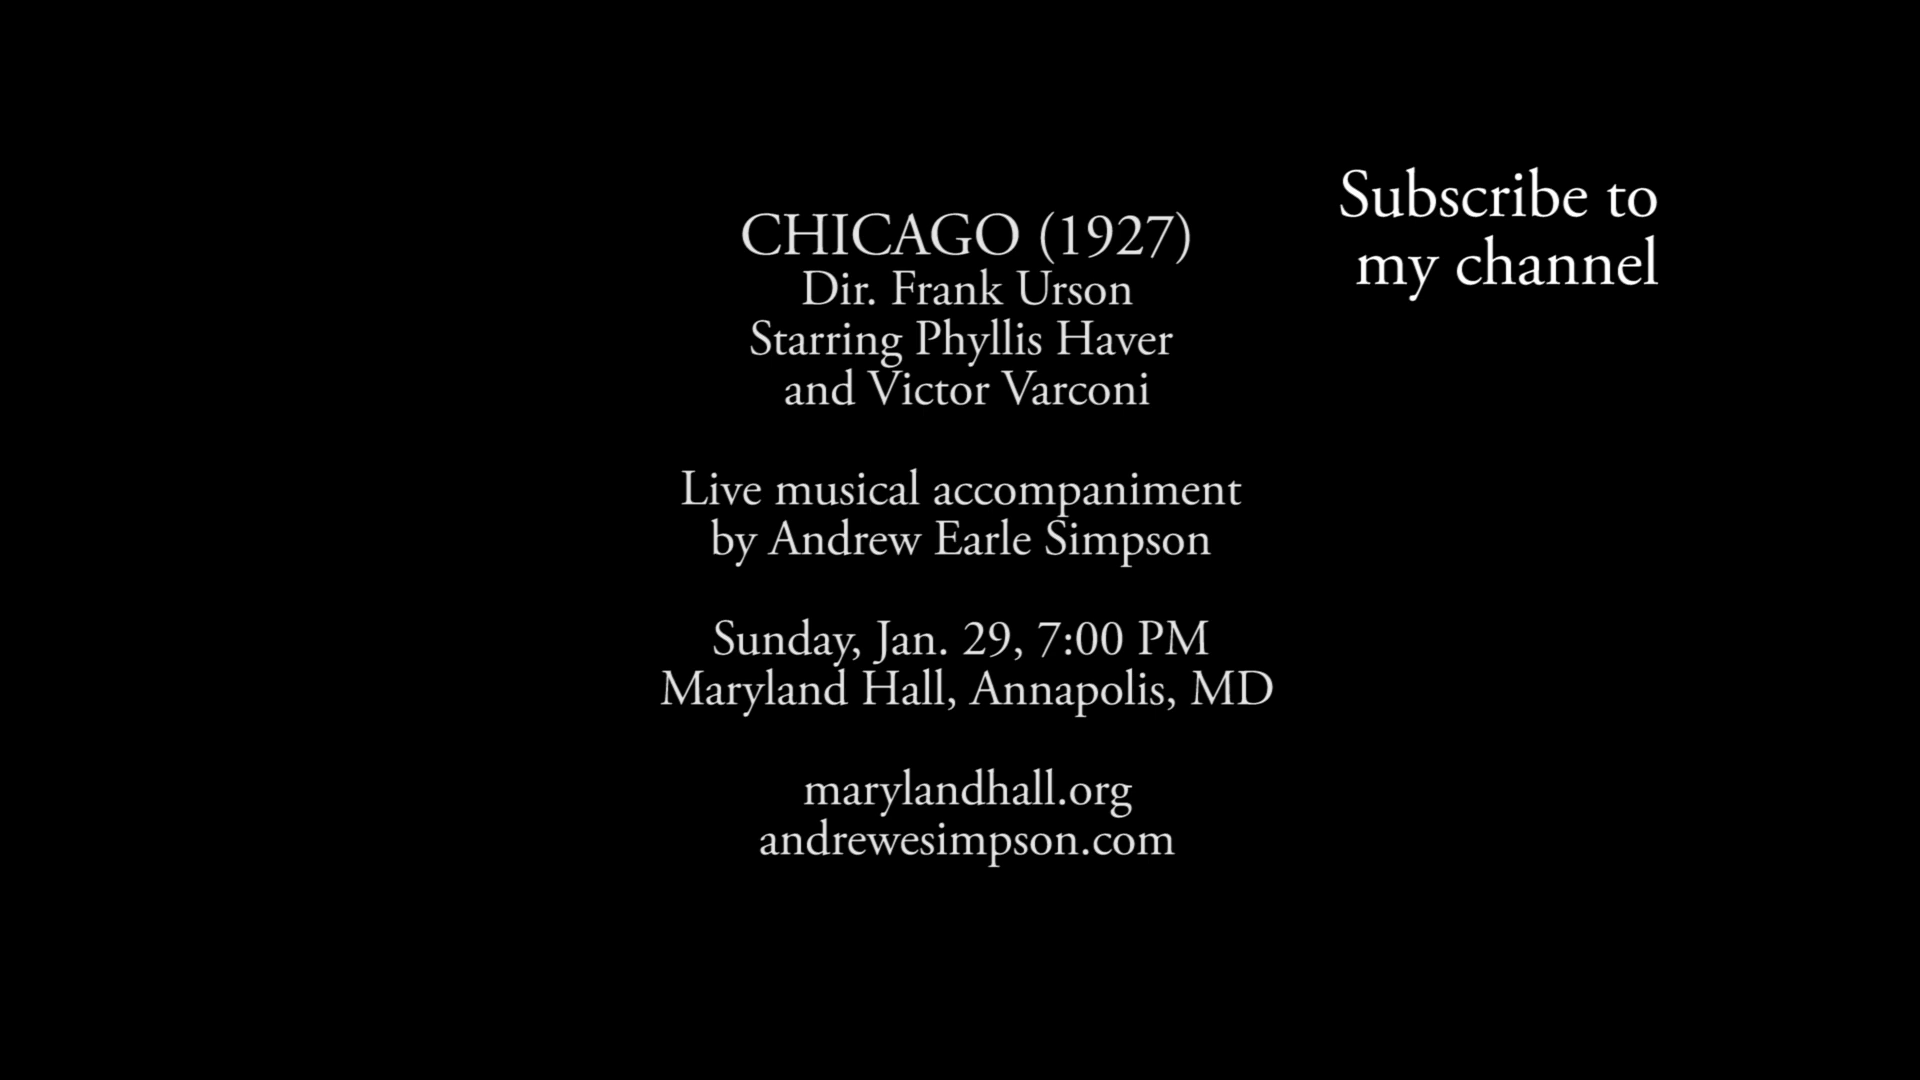 CHICAGO (1927)
Dir. Frank Urson
Starring Phyllis Haver
and Victor Varconi
Live musical accompaniment
by Andrew Earle Simpson
Sunday, Jan. 29, 7:00 PM
Maryland Hall, Annapolis, MD
marylandhall.org
andrewesimpson.com
Subscribe to
my channel